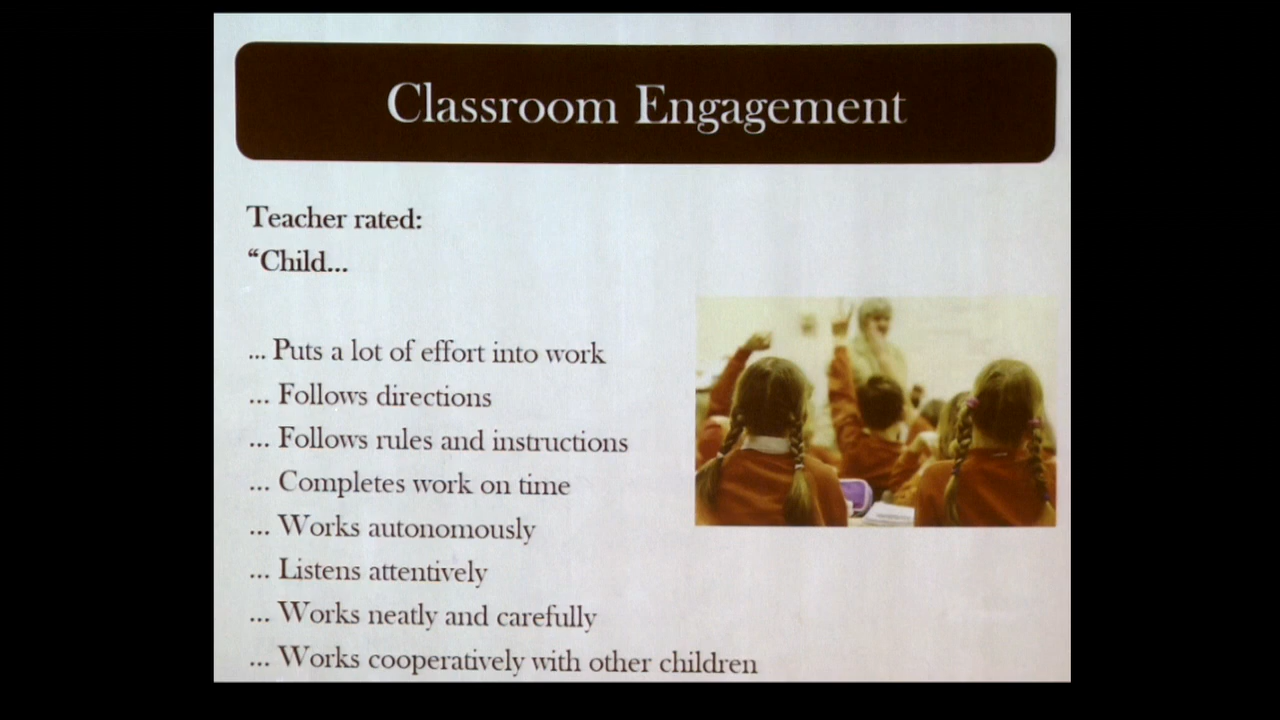 Classroom Engagement
Teacher rated:
“Child...
... Puts a lot of effort into work
... Follows directions
... Follows rules and instructions
... Completes work on time
... Works autonomously
... Listens attentively
... Works neatly and carefully
... Works cooperatively with other children